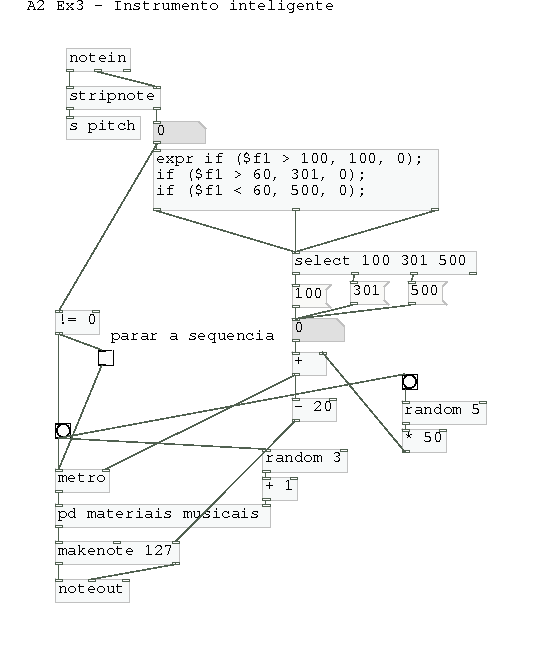 A2 Ex3 - Instrumento inteligente
notein
stripnote
s pitch
0
expr if ($f1 > 100, 100, 0);
if ($f1 > 60, 301, 0);
if ($f1 < 60, 500, 0);
select 100 301 500
100
301
500
!= 0
parar a sequencia
0
+
- 20
random 5
* 50
random 3
metro
+ 1
pd materiais musicais
makenote 127
noteout